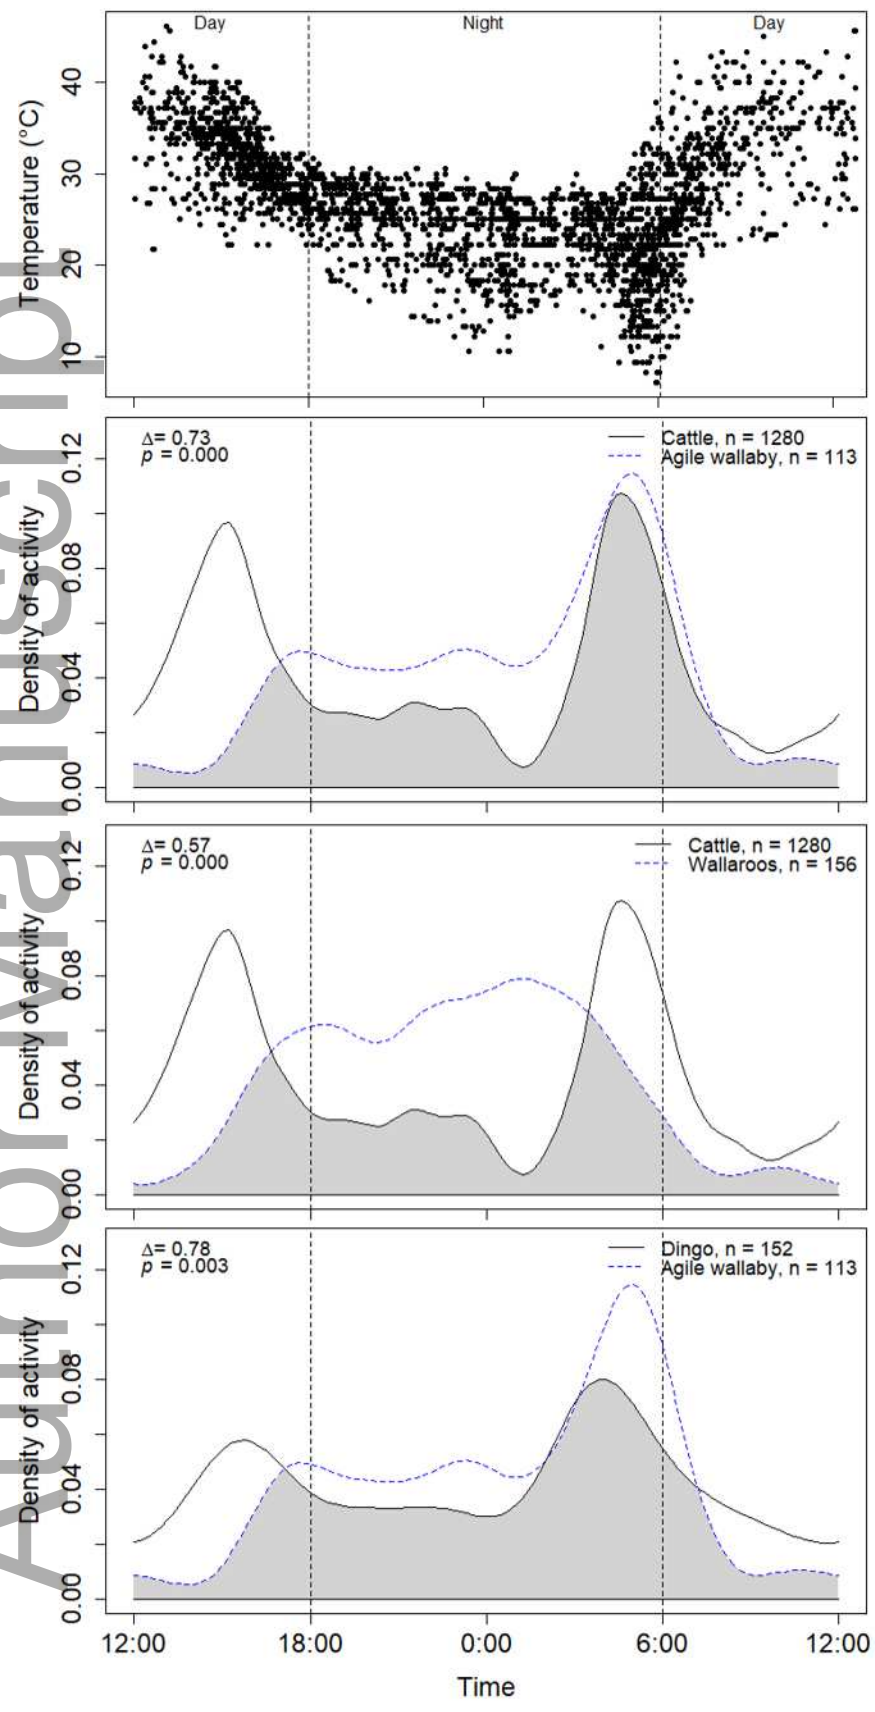 Day Night Day
Temperature (°C)
40
30
20
10
Δ= 0.73
p = 0.000
Cattle, n = 1280
Agile wallaby, n = 113
Density of activity
0.12
0.08
0.04
0.00
Δ= 0.57
p = 0.000
Cattle, n = 1280
Wallaroos, n = 156
Density of activity
0.12
0.08
0.04
0.00
Δ= 0.78
p = 0.003
Dingo, n = 152
Agile wallaby, n = 113
Density of activity
0.12
0.08
0.04
0.00
12:00 18:00 0:00 6:00 12:00
Time
Author Manuscript